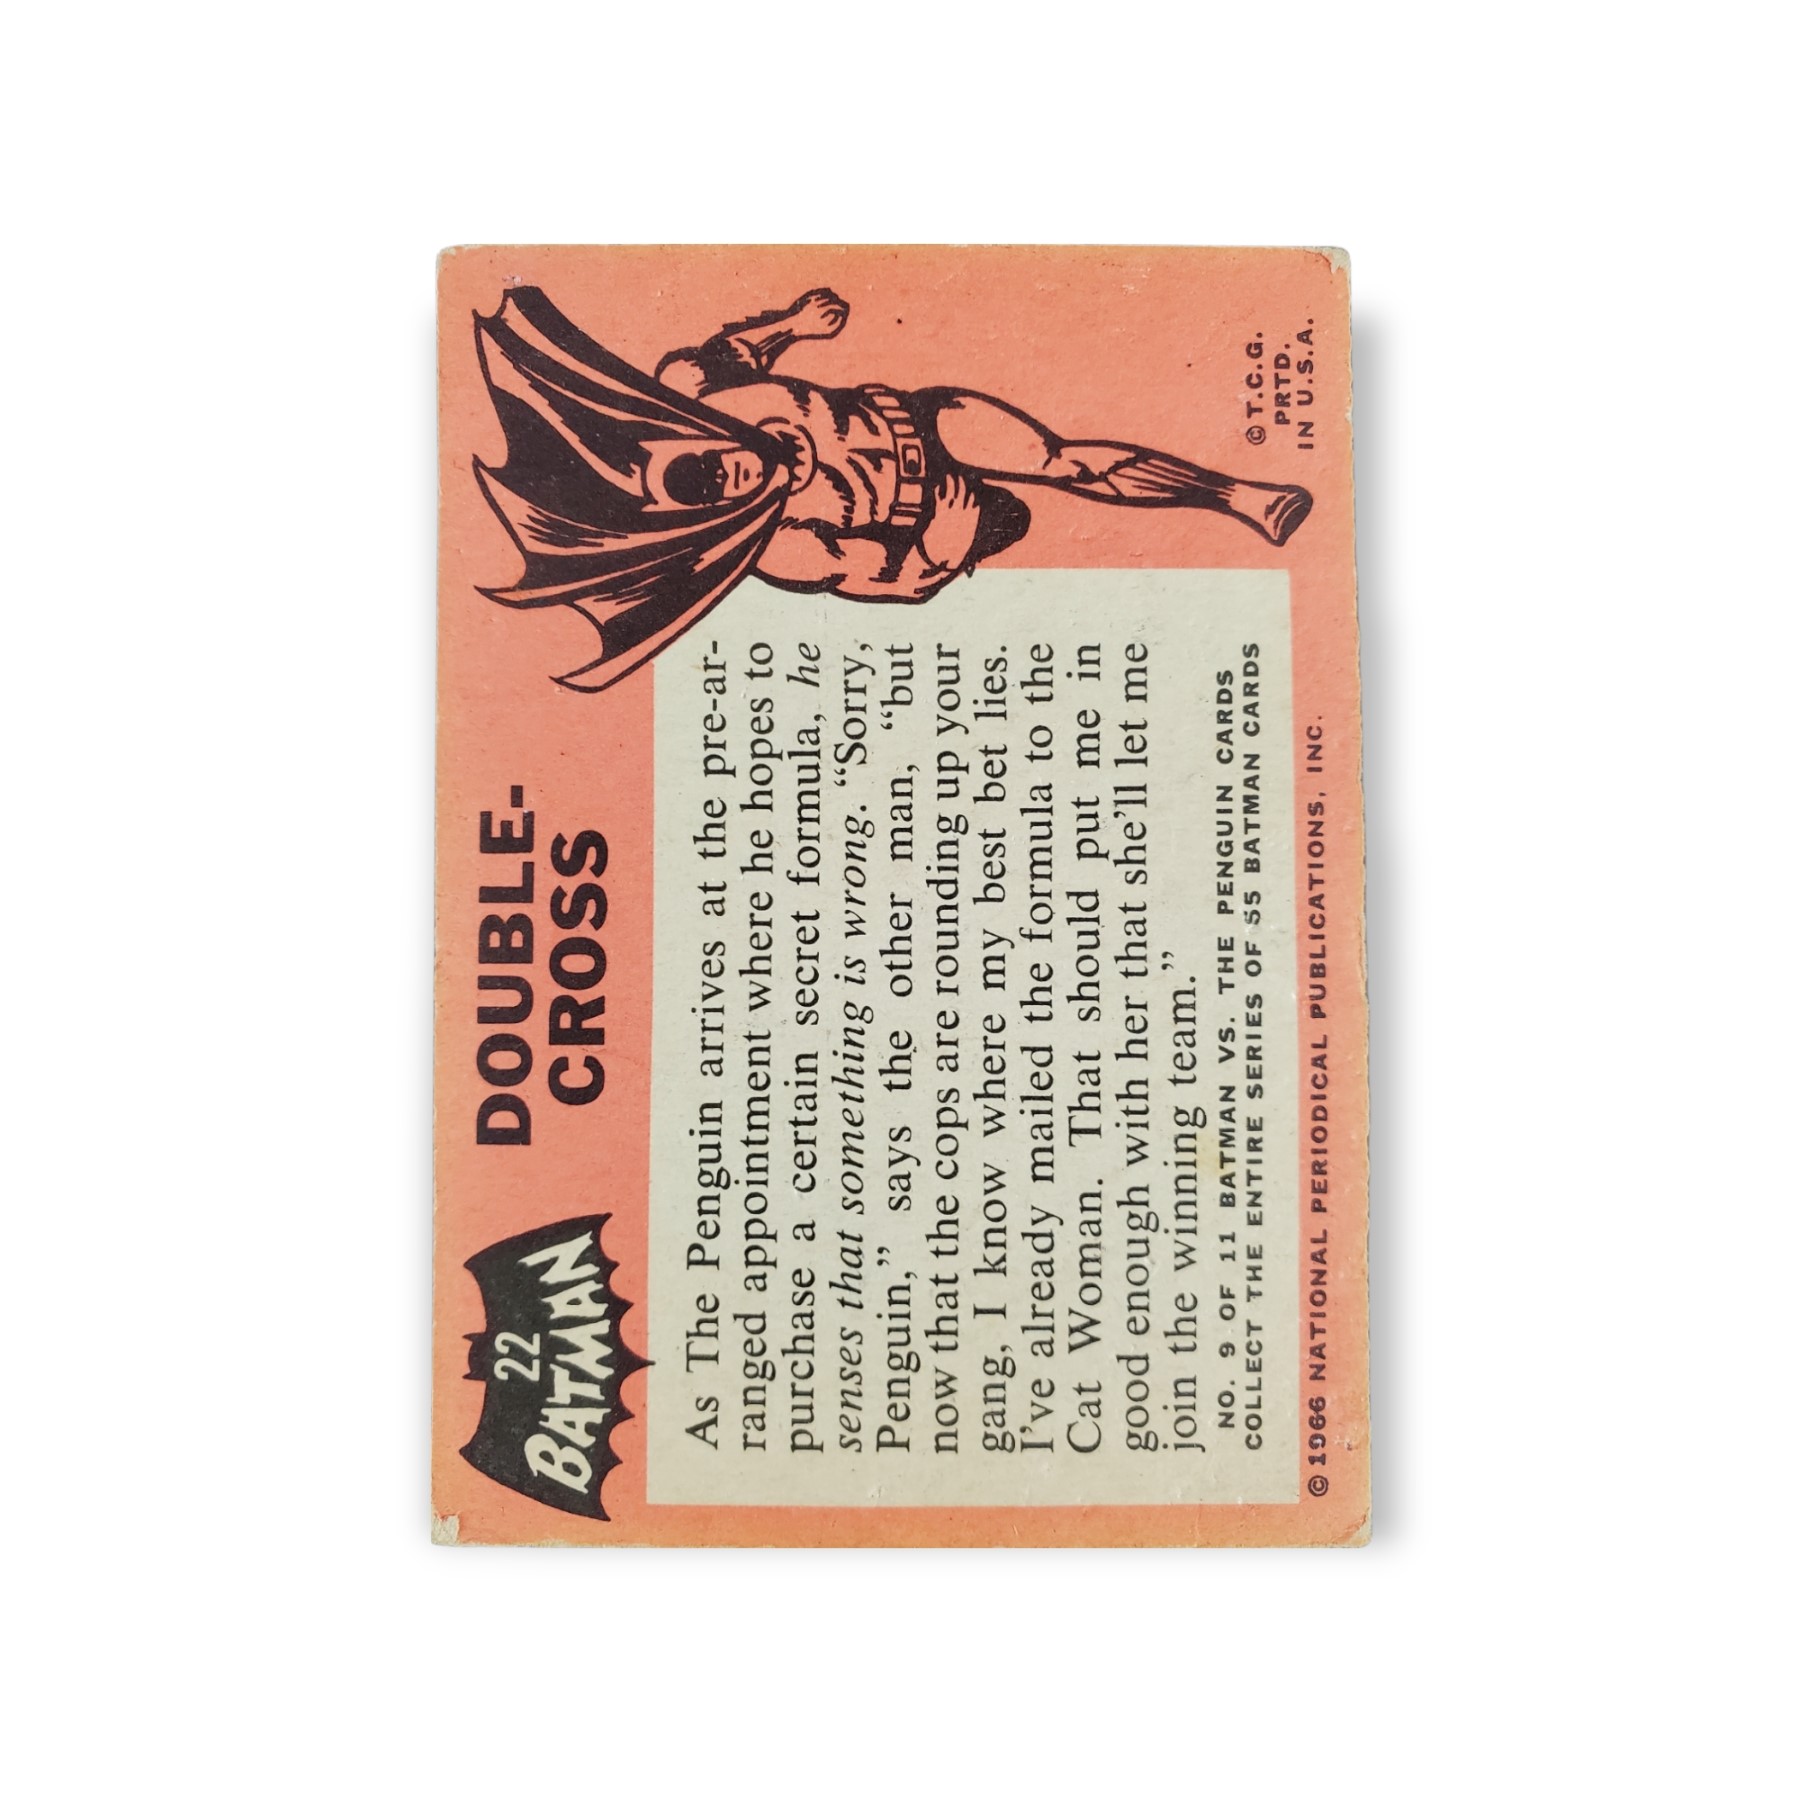 22
BATMAN
DOUBLE-
CROSS
As The Penguin arrives at the pre-ar-
ranged appointment where he hopes to
purchase a certain secret formula, he
senses that something is wrong. “Sorry,
Penguin,” says the other man, “but
now that the cops are rounding up your
gang, I know where my best bet lies.
I’ve already mailed the formula to the
Cat Woman. That should put me in
good enough with her that she’ll let me
join the winning team.”
NO. 9 OF 11 BATMAN VS. THE PENGUIN CARDS
COLLECT THE ENTIRE SERIES OF 55 BATMAN CARDS
© 1966 NATIONAL PERIODICAL PUBLICATIONS, INC.
© T.C.G.
PRTD.
IN U.S.A.